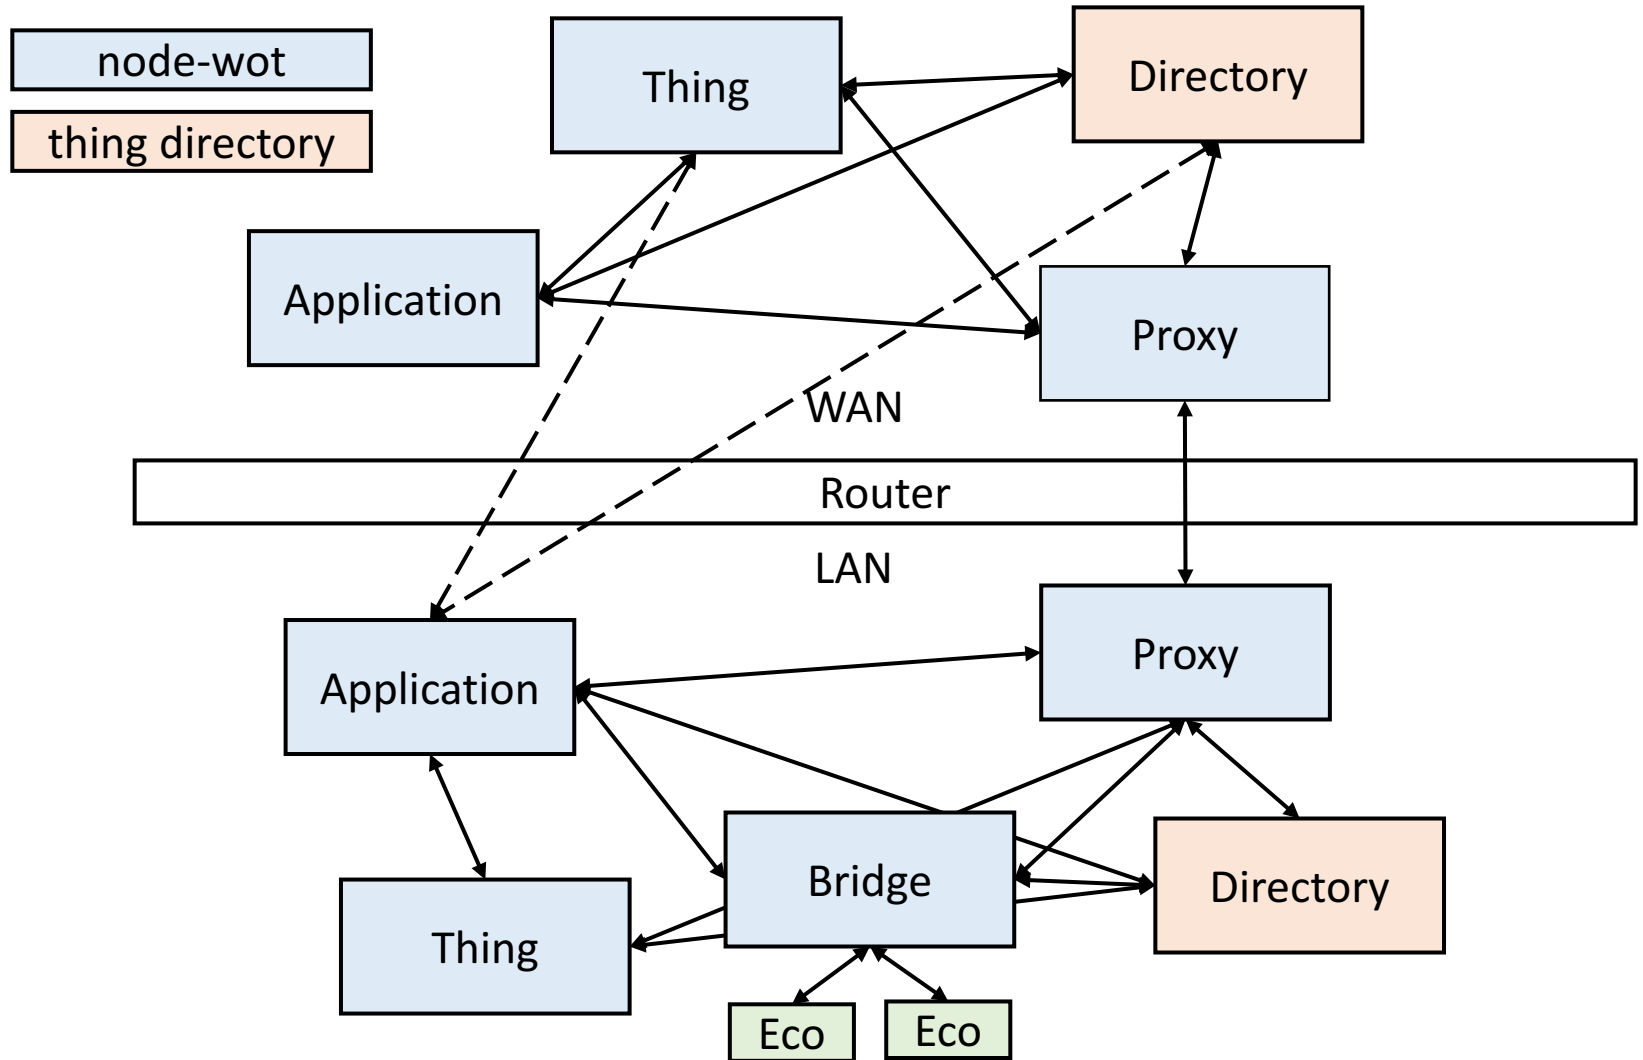 node-wot
thing directory
Thing
Directory
Application
Proxy
WAN
Router
LAN
Application
Proxy
Bridge
Directory
Thing
Eco
Eco